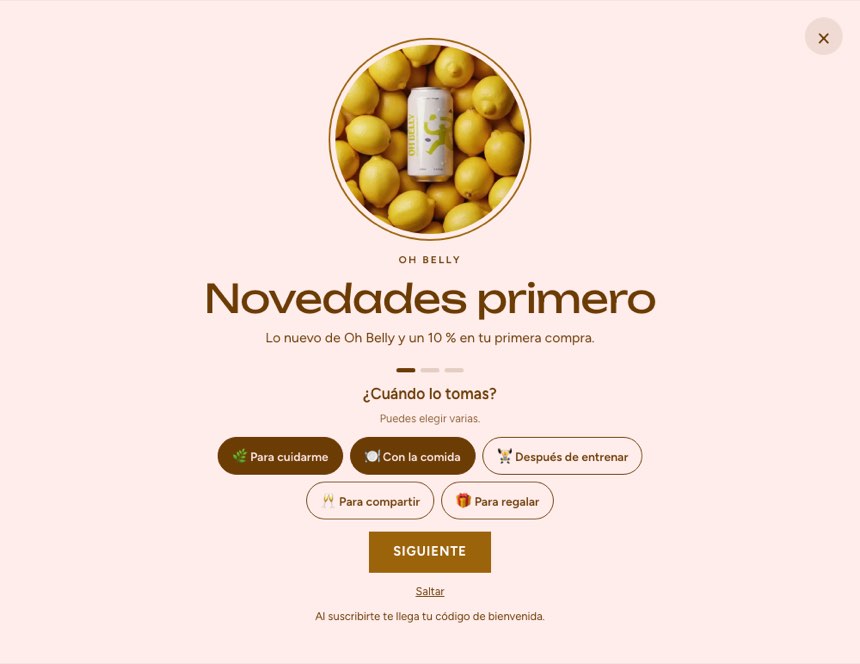 OH BELLY
OH BELLY
Novedades primero
Lo nuevo de Oh Belly y un 10 % en tu primera compra.
¿Cuándo lo tomas?
Puedes elegir varias.
Para cuidarme
Con la comida
Después de entrenar
Para compartir
Para regalar
SIGUIENTE
Saltar
Al suscribirte te llega tu código de bienvenida.